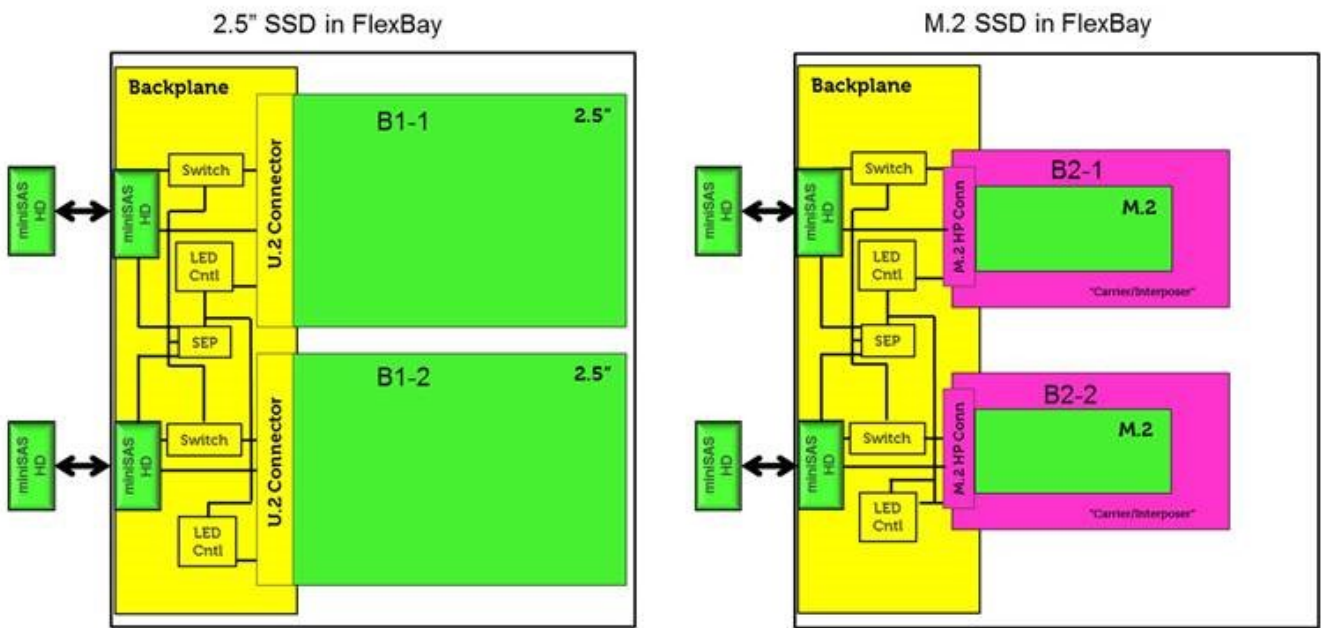 2.5” SSD in FlexBay
Backplane
B1-1
2.5”
Switch
miniSAS
HD
miniSAS
HD
U.2 Connector
LED
Cntl
SEP
B1-2
2.5”
Switch
miniSAS
HD
miniSAS
HD
U.2 Connector
LED
Cntl
M.2 SSD in FlexBay
Backplane
B2-1
Switch
miniSAS
HD
miniSAS
HD
M.2 HP Conn
M.2
LED
Cntl
"Carrier/Interposer"
SEP
B2-2
Switch
miniSAS
HD
miniSAS
HD
M.2 HP Conn
M.2
LED
Cntl
"Carrier/Interposer"